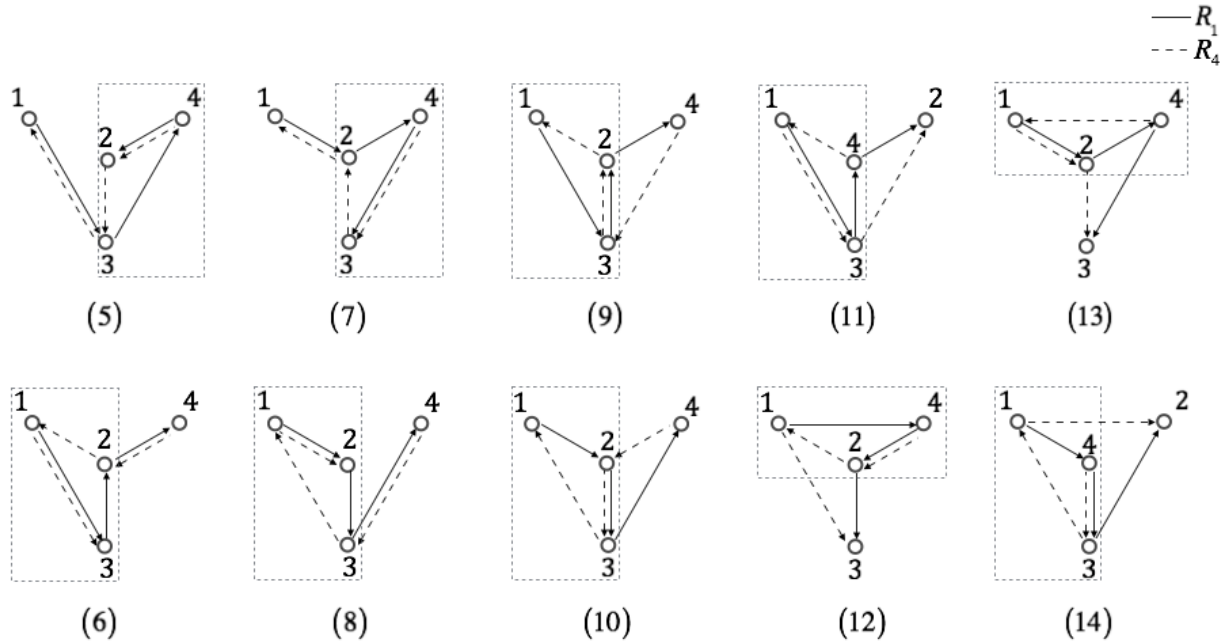 R₁
R₄
1 4 1 4 1 4 1 2 1 4
2 2 2 4 2
3 3 3 3 3
(5) (7) (9) (11) (13)
1 4 1 4 1 4 1 4 1 2
2 2 2 2 4
3 3 3 3 3
(6) (8) (10) (12) (14)